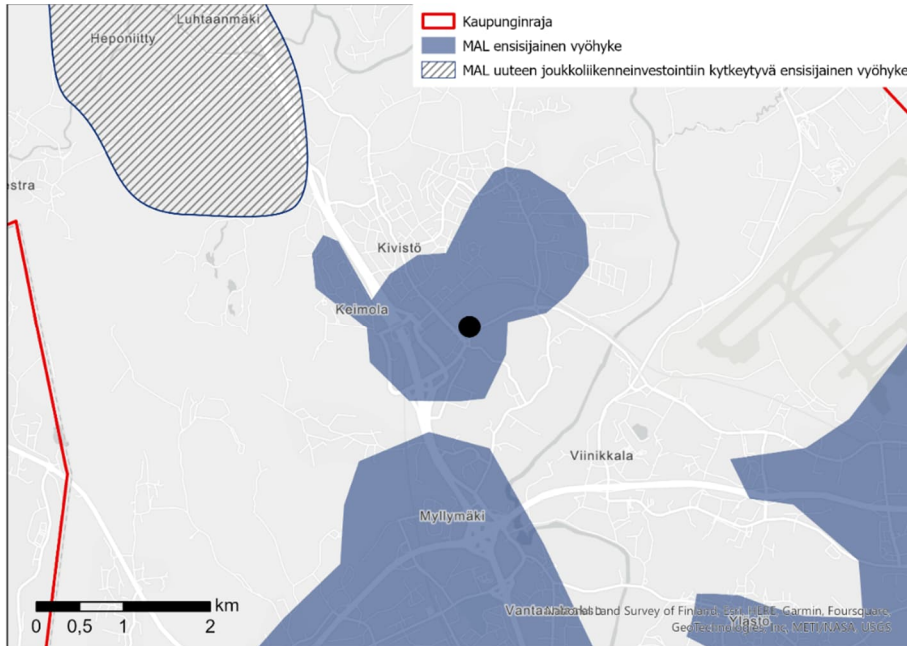 Kaupunginraja
MAL ensisijainen vyöhyke
MAL uuteen joukkoliikenneinvestointiin kytkeytyvä ensisijainen vyöhyke
Luhtaanmäki
Heponiitty
estra
Kivistö
Keimola
Viinikkala
Myllymäki
km
0 0,5 1 2
Land Survey of Finland, Esri, Garmin, Foursquare,
GeoTechnologies, Inc, METI/NASA, USGS
Ylästö